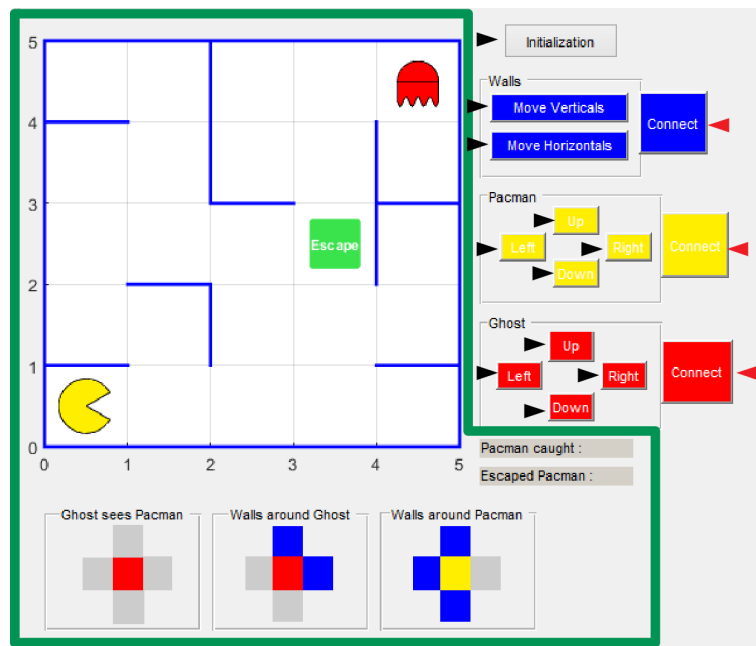 5
4
3
2
1
0
0 1 2 3 4 5
Escape
Initialization
Walls
Move Verticals
Move Horizontals
Connect
Pacman
Up
Left
Right
Down
Connect
Ghost
Up
Left
Right
Down
Connect
Pacman caught :
Escaped Pacman :
Ghost sees Pacman
Walls around Ghost
Walls around Pacman